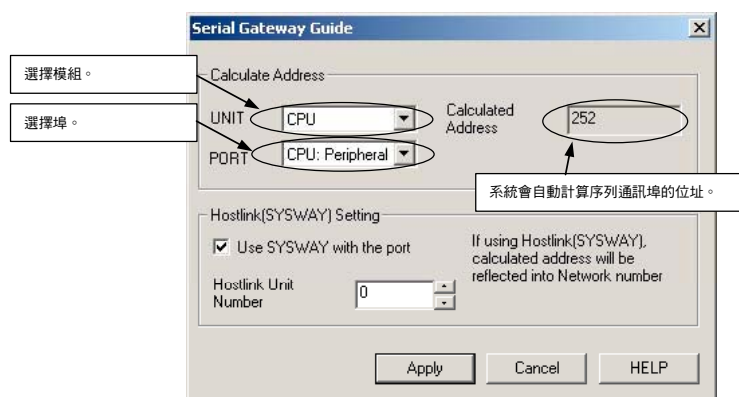 Serial Gateway Guide
選擇模組。
Calculate Address
UNIT
CPU
Calculated
Address
252
選擇埠。
PORT
CPU: Peripheral
系統會自動計算序列通訊埠的位址。
Hostlink(SYSWAY) Setting
Use SYSWAY with the port
If using Hostlink(SYSWAY),
calculated address will be
reflected into Network number
Hostlink Unit
Number
0
Apply
Cancel
HELP